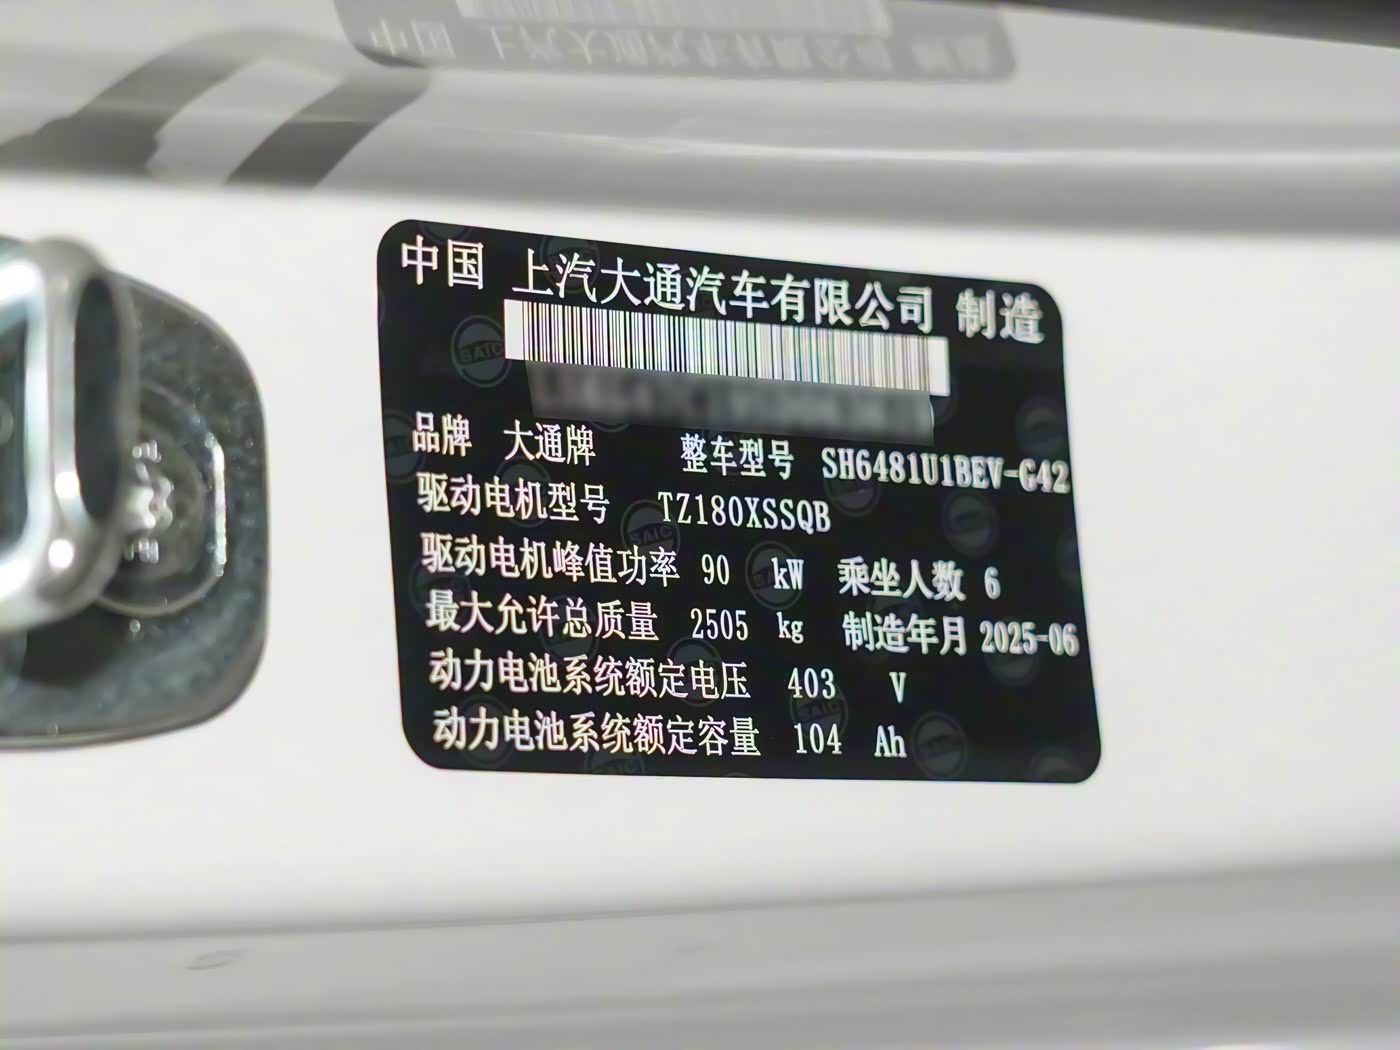 中国 上汽大通汽车有限公司 制造
品牌 大通牌 整车型号 SH6481U1BEV-G42
驱动电机型号 TZ180XSSQB
驱动电机峰值功率 90 kW 乘坐人数 6
最大允许总质量 2505 kg 制造年月 2025-06
动力电池系统额定电压 403 V
动力电池系统额定容量 104 Ah